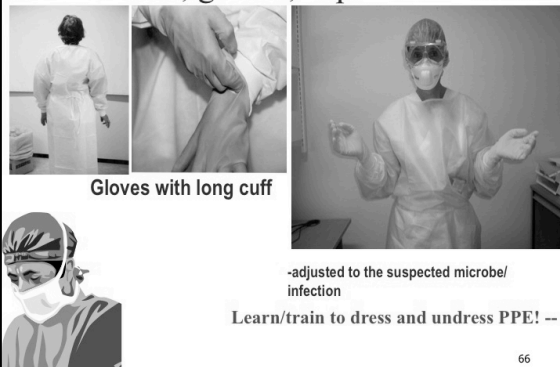 Gloves with long cuff
-adjusted to the suspected microbe/
infection
Learn/train to dress and undress PPE! --
66